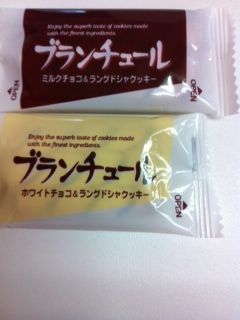 Enjoy the superb taste of cookies made
with the finest ingredients.
ブランチュール
ミルクチョコ&ラングドシャクッキー
OPEN
OPEN
Enjoy the superb taste of cookies made
with the finest ingredients.
ブランチュール
ホワイトチョコ&ラングドシャクッキー
OPEN